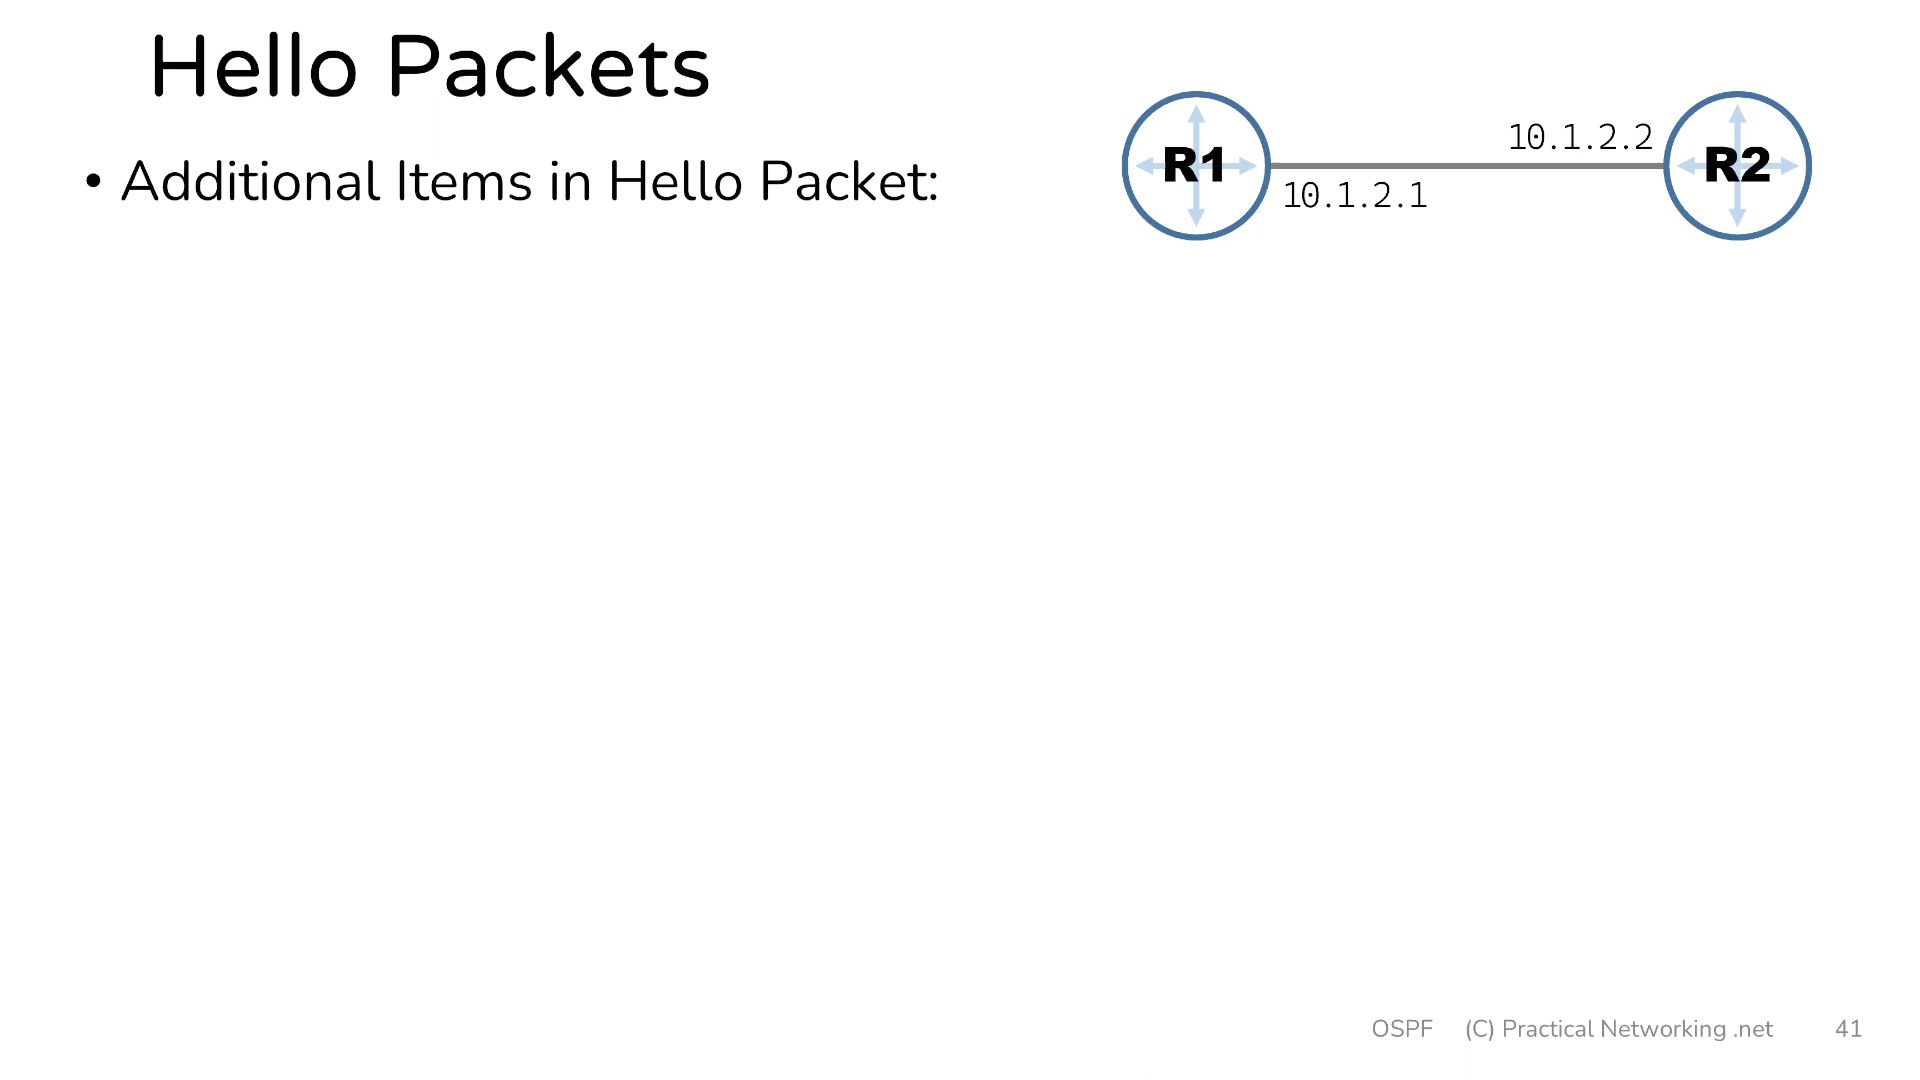 Hello Packets
• Additional Items in Hello Packet:
R1
10.1.2.2
R2
10.1.2.1
OSPF (C) Practical Networking .net 41